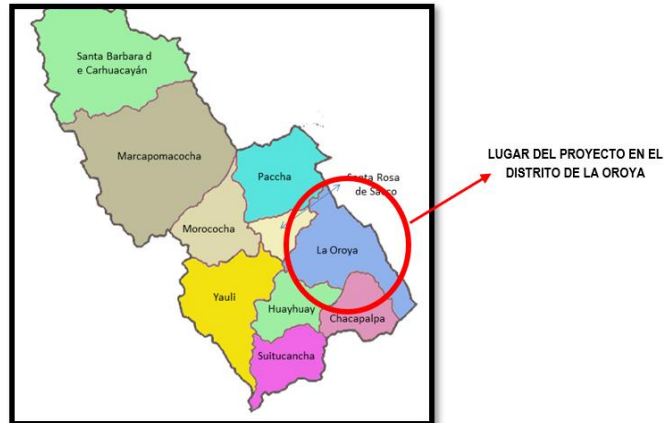 Santa Barbara d
e Carhuacayán
Marcapomacocha
Paccha
Santa Rosa
de Sacco
Morococha
La Oroya
Yauli
Huayhuay
Chacapalpa
Suitucancha
LUGAR DEL PROYECTO EN EL
DISTRITO DE LA OROYA